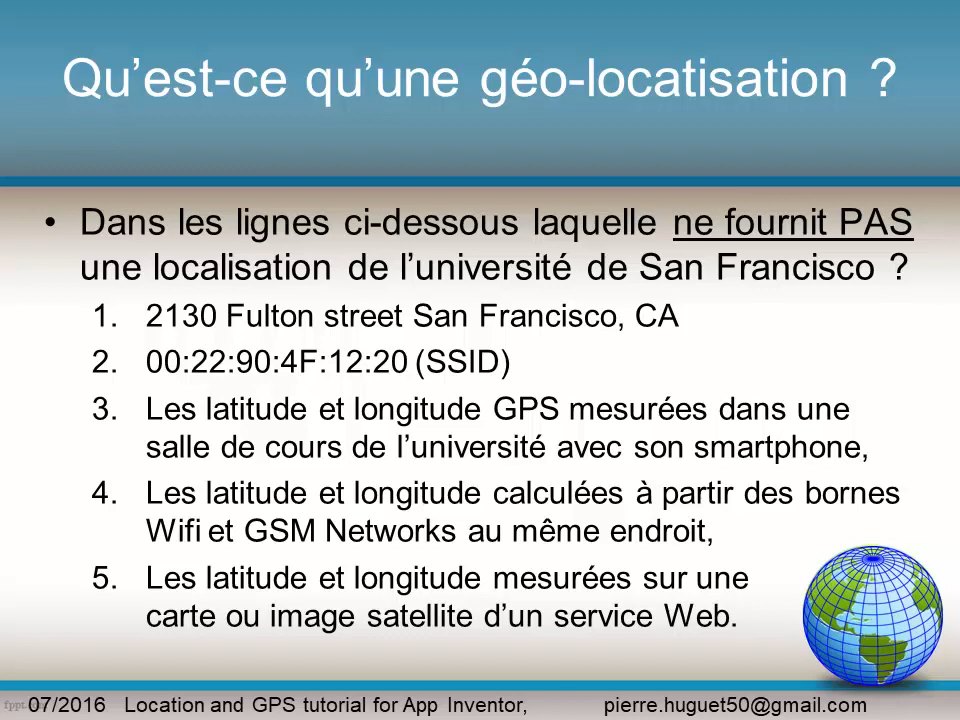 Qu’est-ce qu’une géo-locatisation ?
• Dans les lignes ci-dessous laquelle ne fournit PAS
une localisation de l’université de San Francisco ?
1. 2130 Fulton street San Francisco, CA
2. 00:22:90:4F:12:20 (SSID)
3. Les latitude et longitude GPS mesurées dans une
salle de cours de l’université avec son smartphone,
4. Les latitude et longitude calculées à partir des bornes
Wifi et GSM Networks au même endroit,
5. Les latitude et longitude mesurées sur une
carte ou image satellite d’un service Web.
07/2016 Location and GPS tutorial for App Inventor, pierre.huguet50@gmail.com